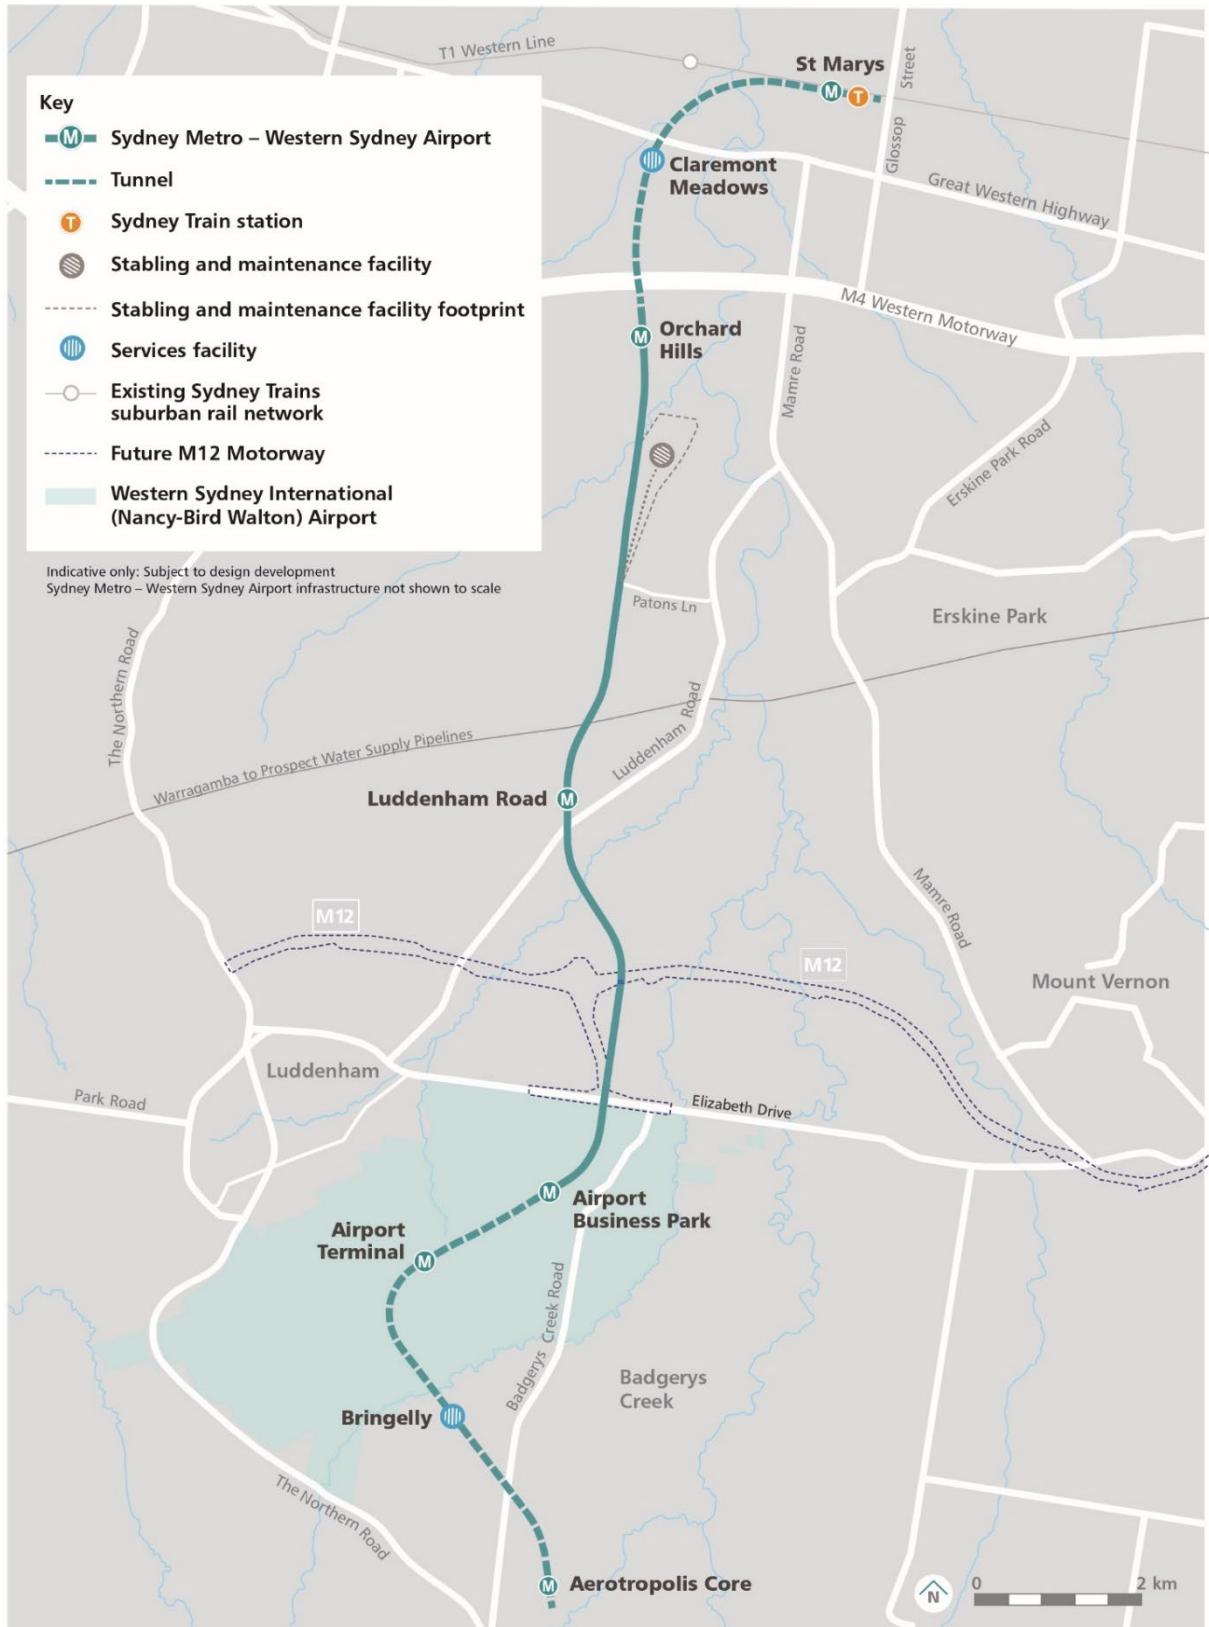 T1 Western Line
St Marys
Glossop
Street
M
T
Key
M
Sydney Metro – Western Sydney Airport
Tunnel
T
Sydney Train station
Stabling and maintenance facility
Stabling and maintenance facility footprint
Services facility
Existing Sydney Trains
suburban rail network
Future M12 Motorway
Western Sydney International
(Nancy-Bird Walton) Airport
Indicative only: Subject to design development
Sydney Metro – Western Sydney Airport infrastructure not shown to scale
Claremont
Meadows
Great Western Highway
M4 Western Motorway
M
Orchard
Hills
Mamre Road
Erskine Park Road
Patons Ln
Erskine Park
The Northern Road
Luddenham Road
Warragamba to Prospect Water Supply Pipelines
Luddenham Road
M
Mamre Road
M12
M12
Mount Vernon
Luddenham
Park Road
Elizabeth Drive
M
Airport
Business Park
Airport
Terminal
M
Badgerys Creek Road
Badgerys
Creek
Bringelly
The Northern Road
M
Aerotropolis Core
N
0
2 km